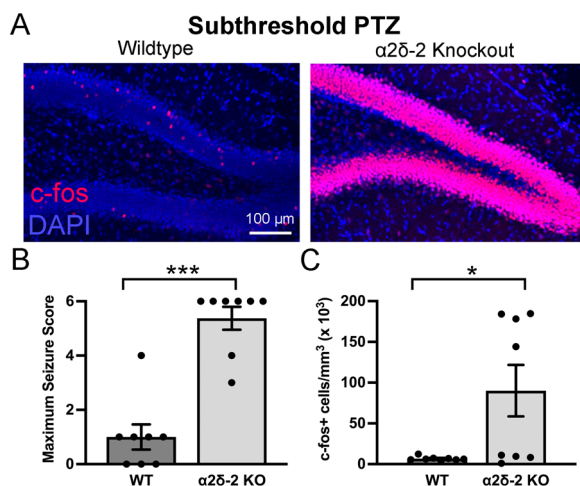 A
Subthreshold PTZ
Wildtype
α2δ-2 Knockout
c-fos
DAPI
100 µm
B
***
Maximum Seizure Score
6
4
2
0
WT
α2δ-2 KO
C
*
c-fos+ cells/mm³ (x 10³)
200
150
100
50
0
WT
α2δ-2 KO